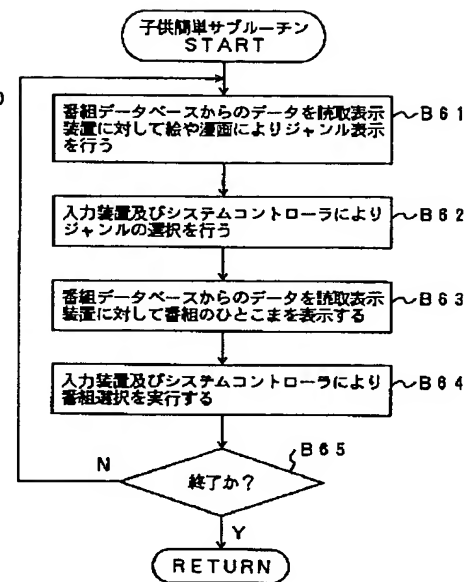 子供簡単サブルーチン
START
番組データベースからのデータを読取表示
装置に対して絵や漫画によりジャンル表示
を行う
B61
入力装置及びシステムコントローラにより
ジャンルの選択を行う
B62
番組データベースからのデータを読取表示
装置に対して番組のひとこまを表示する
B63
入力装置及びシステムコントローラにより
番組選択を実行する
B64
B65
終了か?
N
Y
RETURN